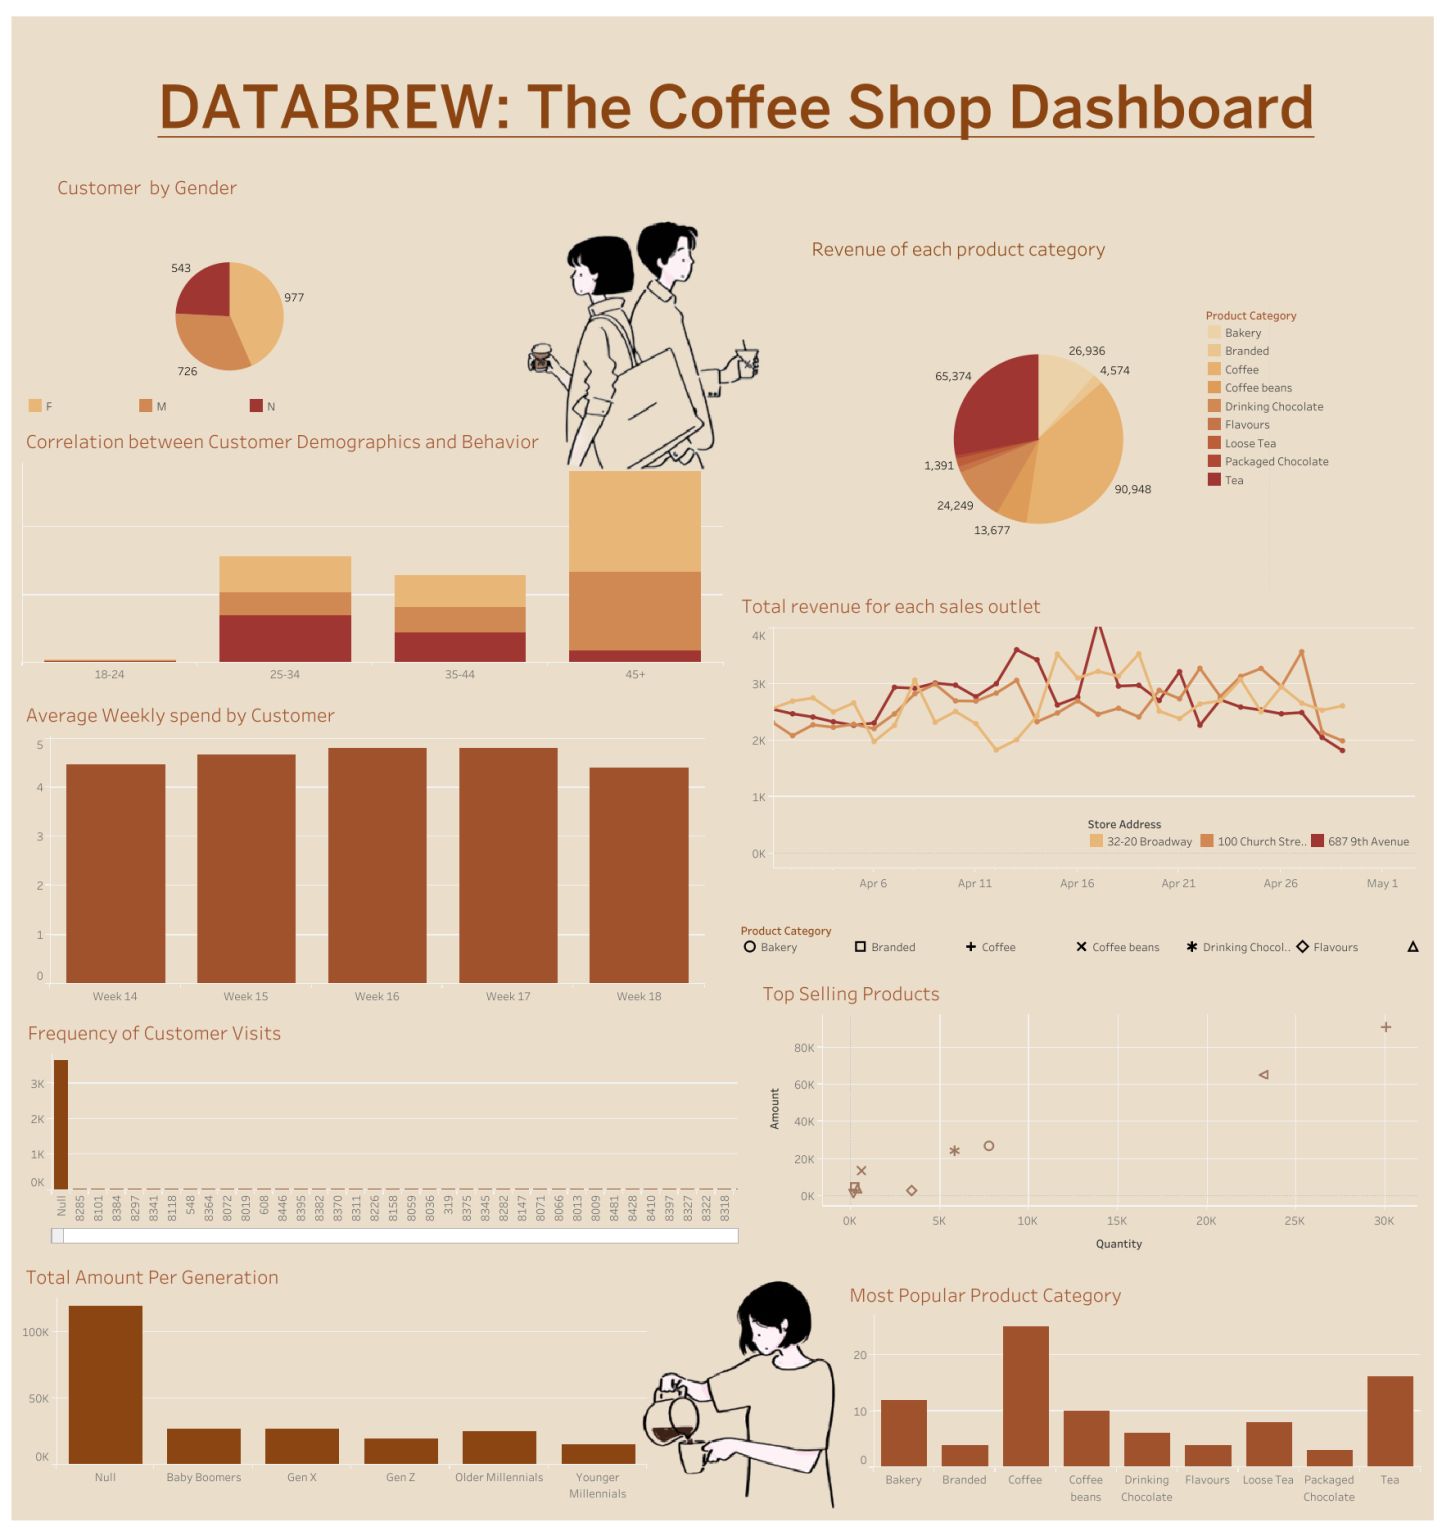 DATABREW: The Coffee Shop Dashboard
Customer by Gender
543
977
726
F M N
Correlation between Customer Demographics and Behavior
18-24 25-34 35-44 45+
Average Weekly spend by Customer
5
4
3
2
1
0
Week 14 Week 15 Week 16 Week 17 Week 18
Frequency of Customer Visits
3K
2K
1K
0K
Null 8285 8101 8384 8297 8341 8118 548 8364 8072 8019 608 8446 8395 8382 8370 8311 8226 8158 8059 8036 319 8375 8345 8282 8147 8071 8066 8013 8009 8481 8428 8410 8397 8327 8322 8318
Total Amount Per Generation
100K
50K
0K
Null Baby Boomers Gen X Gen Z Older Millennials Younger
Millennials
Revenue of each product category
26,936
4,574
65,374
1,391
24,249
13,677
90,948
Product Category
Bakery
Branded
Coffee
Coffee beans
Drinking Chocolate
Flavours
Loose Tea
Packaged Chocolate
Tea
Total revenue for each sales outlet
4K
3K
2K
1K
0K
Store Address
32-20 Broadway 100 Church Stre.. 687 9th Avenue
Apr 6 Apr 11 Apr 16 Apr 21 Apr 26 May 1
Product Category
Bakery Branded Coffee Coffee beans Drinking Chocol.. Flavours
Top Selling Products
80K
60K
40K
20K
0K
Amount
0K 5K 10K 15K 20K 25K 30K
Quantity
Most Popular Product Category
20
10
0
Bakery Branded Coffee Coffee Drinking Flavours Loose Tea Packaged Tea
beans Chocolate Chocolate